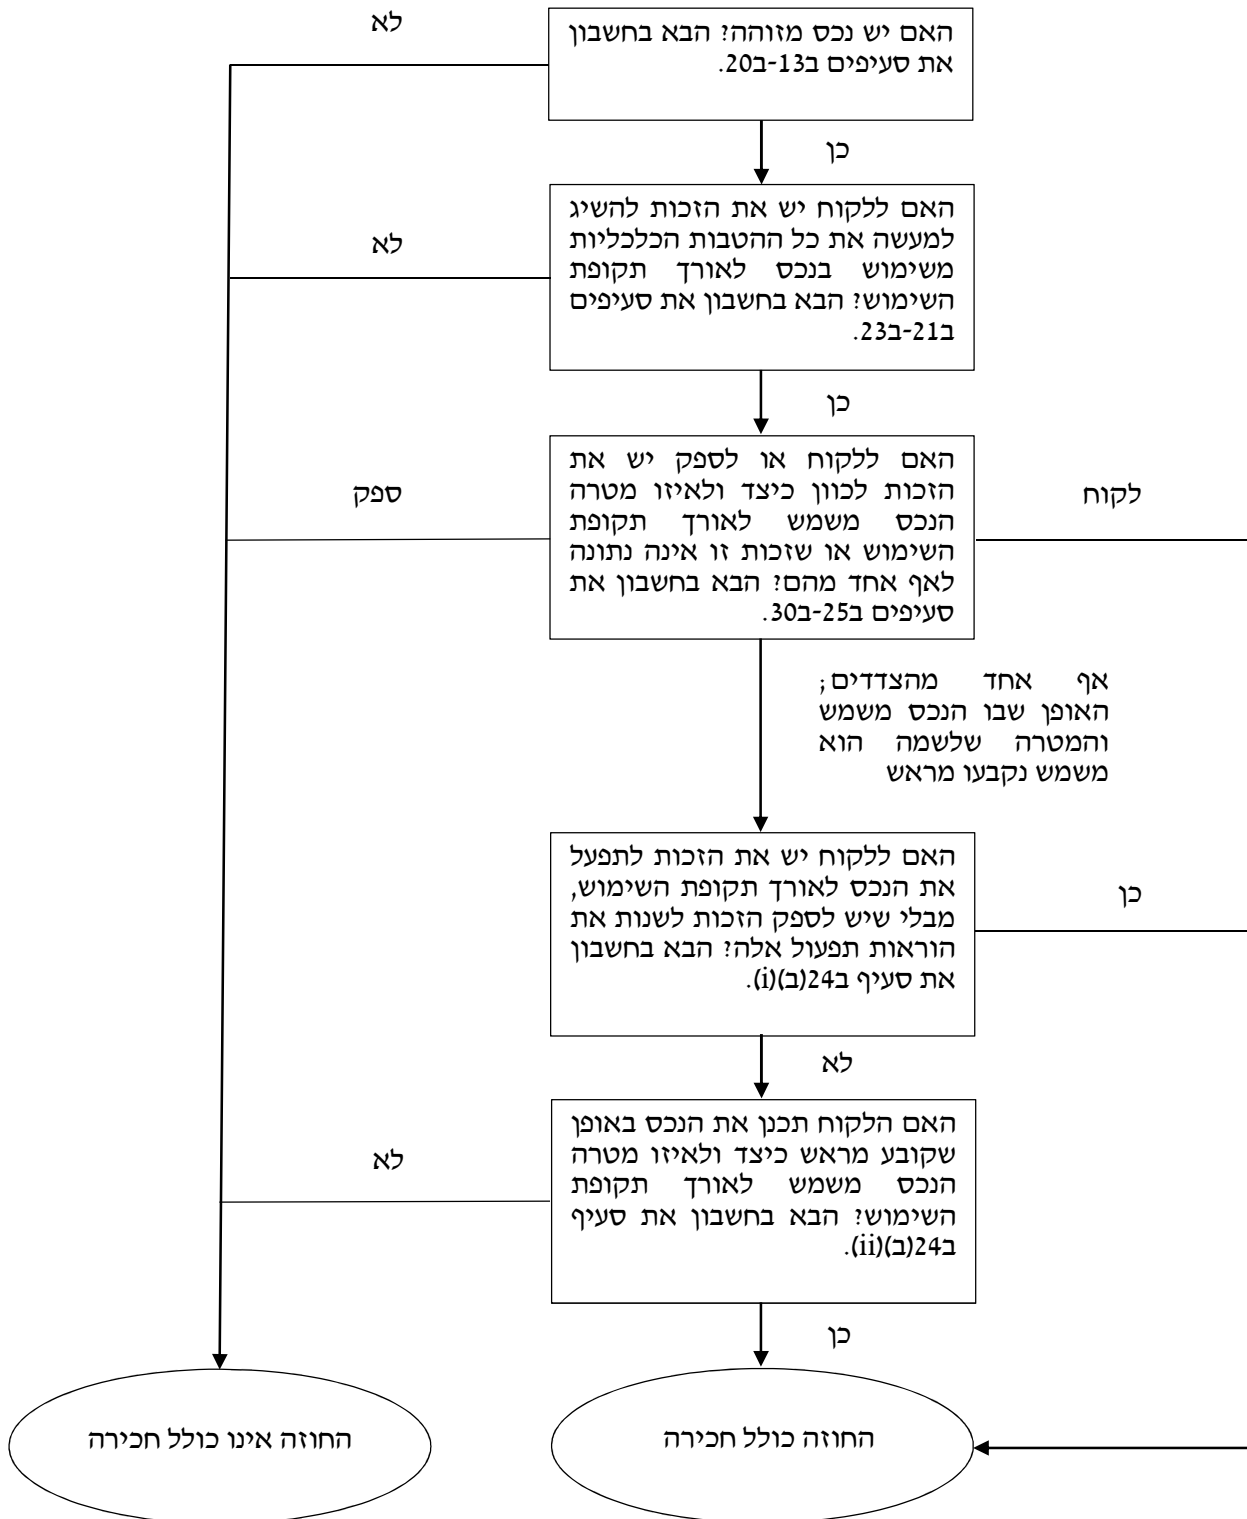 לא
האם יש נכס מזוהה? הבא בחשבון
את סעיפים ב13-ב20.
כן
האם ללקוח יש את הזכות להשיג
למעשה את כל ההטבות הכלכליות
משימוש בנכס לאורך תקופת
השימוש? הבא בחשבון את סעיפים
ב21-ב23.
לא
כן
האם ללקוח או לספק יש את
הזכות לכוון כיצד ולאיזו מטרה
הנכס משמש לאורך תקופת
השימוש או שזכות זו אינה נתונה
לאף אחד מהם? הבא בחשבון את
סעיפים ב25-ב30.
לקוח
ספק
אף אחד מהצדדים;
האופן שבו הנכס משמש
והמטרה שלשמה הוא
משמש נקבעו מראש
האם ללקוח יש את הזכות לתפעל
את הנכס לאורך תקופת השימוש,
מבלי שיש לספק הזכות לשנות את
הוראות תפעול אלה? הבא בחשבון
את סעיף ב24(ב)(i).
כן
לא
האם הלקוח תכנן את הנכס באופן
שקובע מראש כיצד ולאיזו מטרה
הנכס משמש לאורך תקופת
השימוש? הבא בחשבון את סעיף
ב24(ב)(ii).
לא
כן
החוזה כולל חכירה
החוזה אינו כולל חכירה